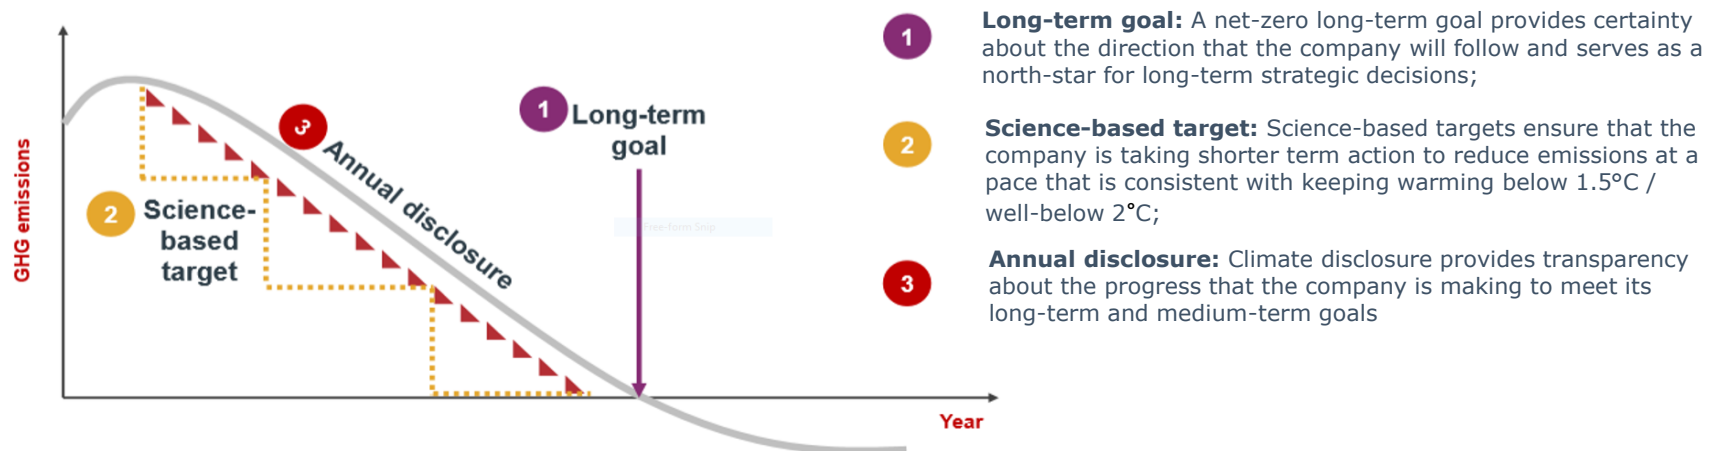 GHG emissions
2
Science-
based
target
3
Annual disclosure
1
Long-term
goal
Free-form Snip
Year
1
Long-term goal: A net-zero long-term goal provides certainty
about the direction that the company will follow and serves as a
north-star for long-term strategic decisions;
2
Science-based target: Science-based targets ensure that the
company is taking shorter term action to reduce emissions at a
pace that is consistent with keeping warming below 1.5°C /
well-below 2°C;
3
Annual disclosure: Climate disclosure provides transparency
about the progress that the company is making to meet its
long-term and medium-term goals